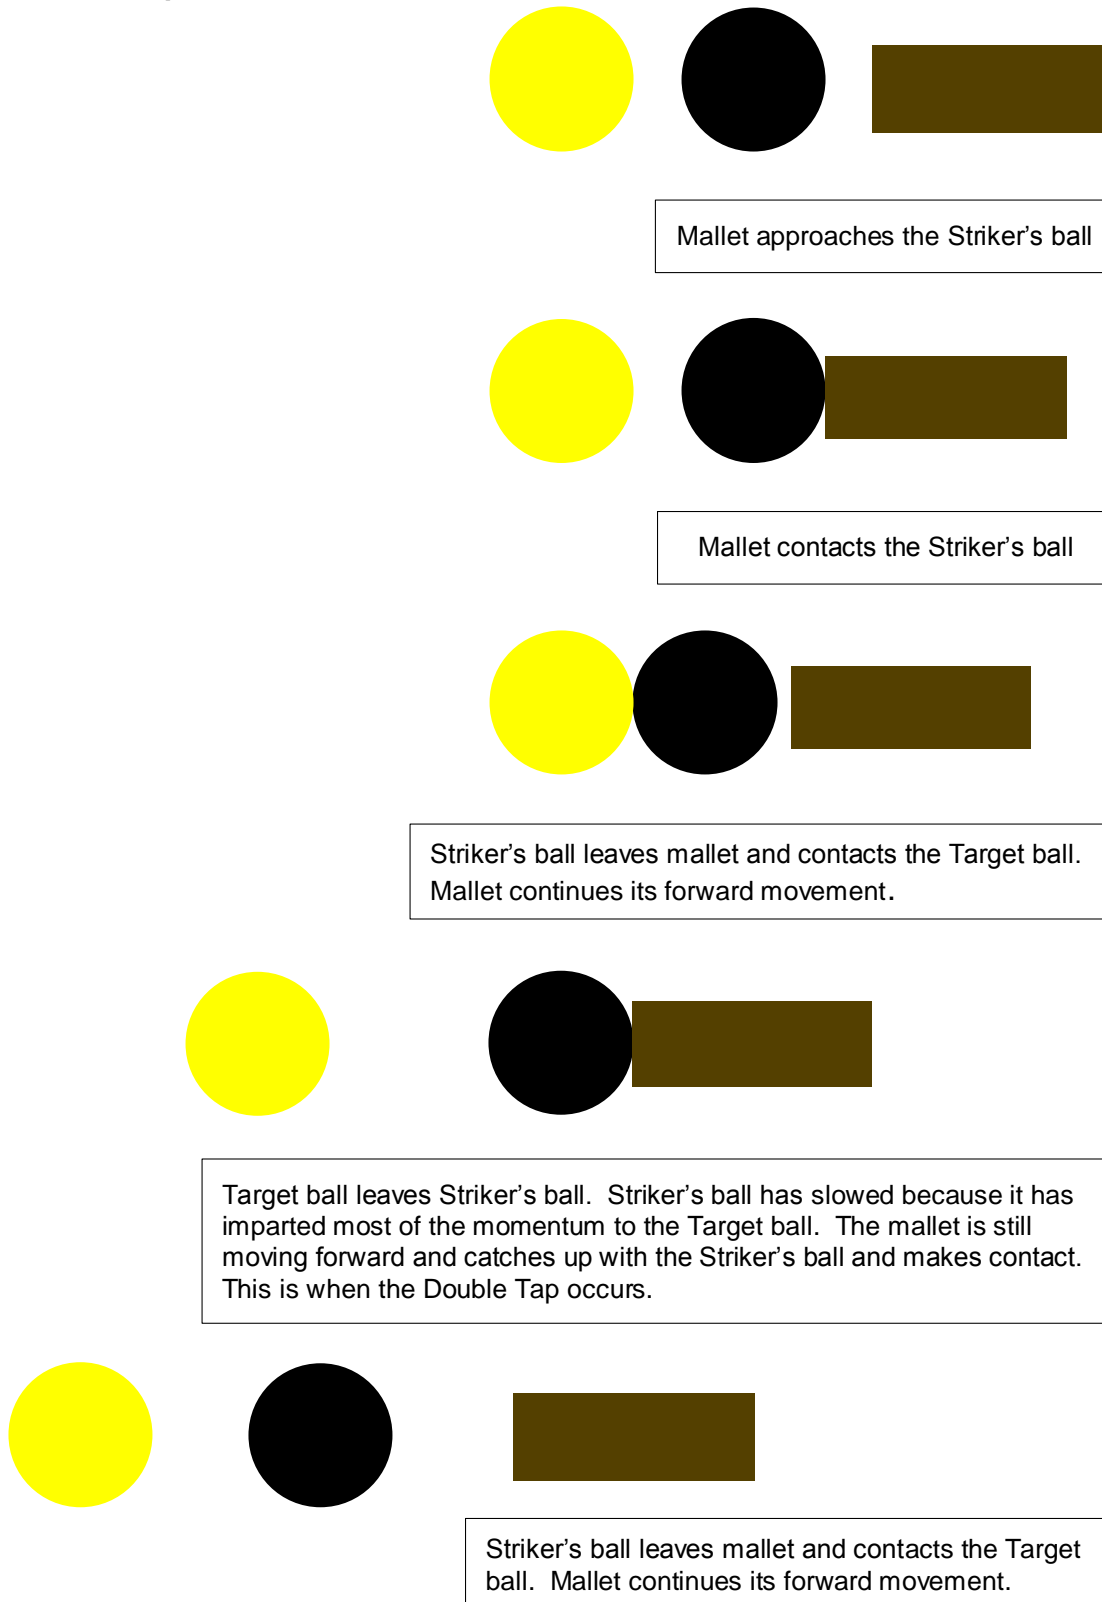 Mallet approaches the Striker’s ball
Mallet contacts the Striker’s ball
Striker’s ball leaves mallet and contacts the Target ball.
Mallet continues its forward movement.
Target ball leaves Striker’s ball.  Striker’s ball has slowed because it has
imparted most of the momentum to the Target ball.  The mallet is still
moving forward and catches up with the Striker’s ball and makes contact.
This is when the Double Tap occurs.
Striker’s ball leaves mallet and contacts the Target
ball.  Mallet continues its forward movement.